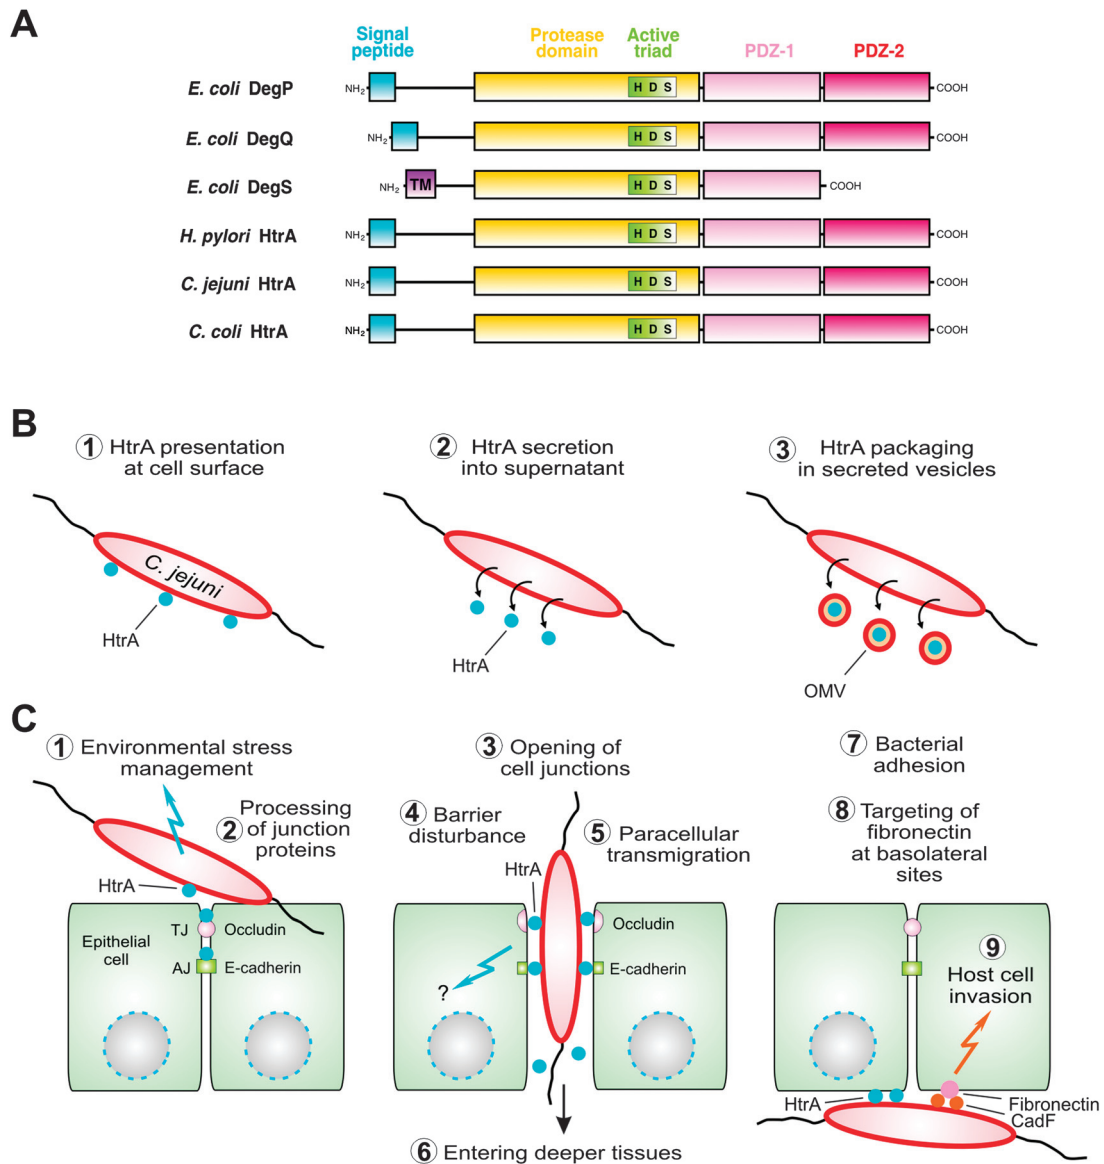 A
Signal
peptide
Protease
domain
Active
triad
PDZ-1
PDZ-2
E. coli DegP
NH2
H D S
COOH
E. coli DegQ
NH2
H D S
COOH
E. coli DegS
NH2
TM
H D S
COOH
H. pylori HtrA
NH2
H D S
COOH
C. jejuni HtrA
NH2
H D S
COOH
C. coli HtrA
NH2
H D S
COOH
B
1 HtrA presentation
at cell surface
C. jejuni
HtrA
2 HtrA secretion
into supernatant
HtrA
3 HtrA packaging
in secreted vesicles
OMV
C
1 Environmental stress
management
2 Processing
of junction
proteins
HtrA
Epithelial
cell
TJ
Occludin
AJ
E-cadherin
3 Opening of
cell junctions
4 Barrier
disturbance
5 Paracellular
transmigration
HtrA
Occludin
E-cadherin
?
6 Entering deeper tissues
7 Bacterial
adhesion
8 Targeting of
fibronectin
at basolateral
sites
9
Host cell
invasion
HtrA
Fibronectin
CadF